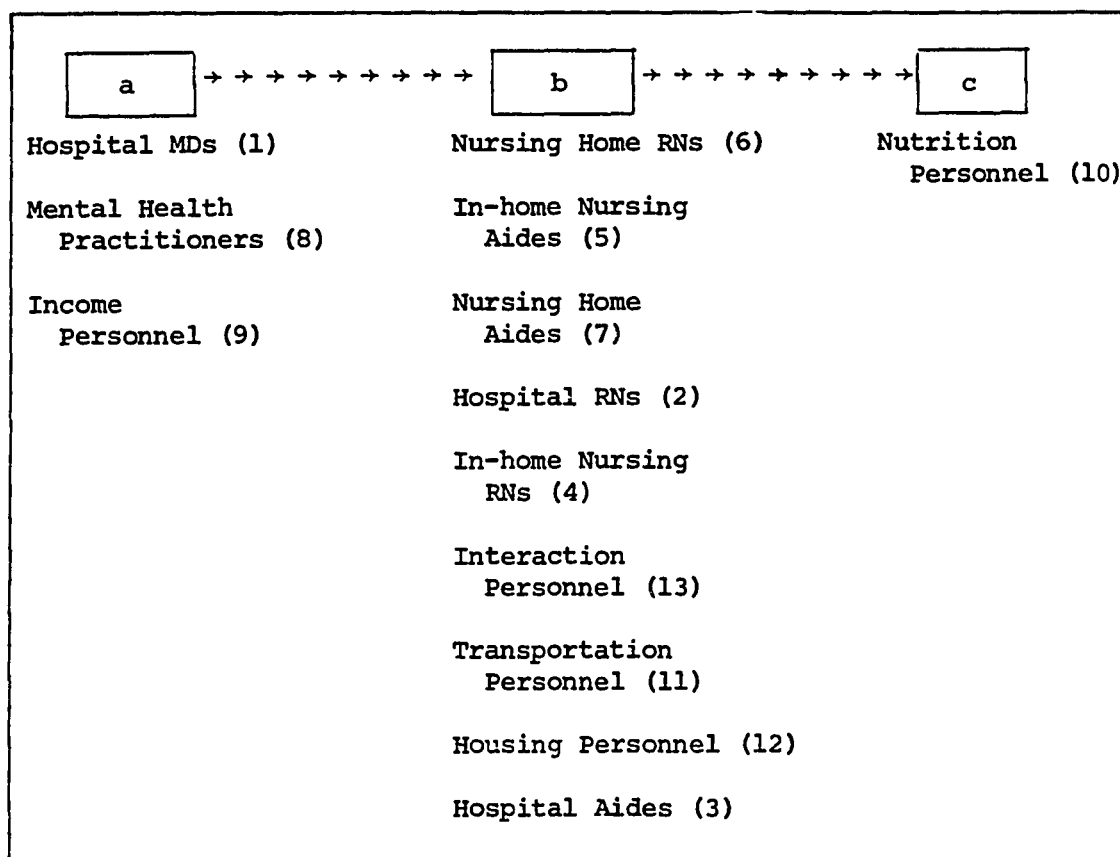 a → → → → → → → → → b → → → → → → → → → c
Hospital MDs (1)
Mental Health
Practitioners (8)
Income
Personnel (9)
Nursing Home RNs (6)
In-home Nursing
Aides (5)
Nursing Home
Aides (7)
Hospital RNs (2)
In-home Nursing
RNs (4)
Interaction
Personnel (13)
Transportation
Personnel (11)
Housing Personnel (12)
Hospital Aides (3)
Nutrition
Personnel (10)